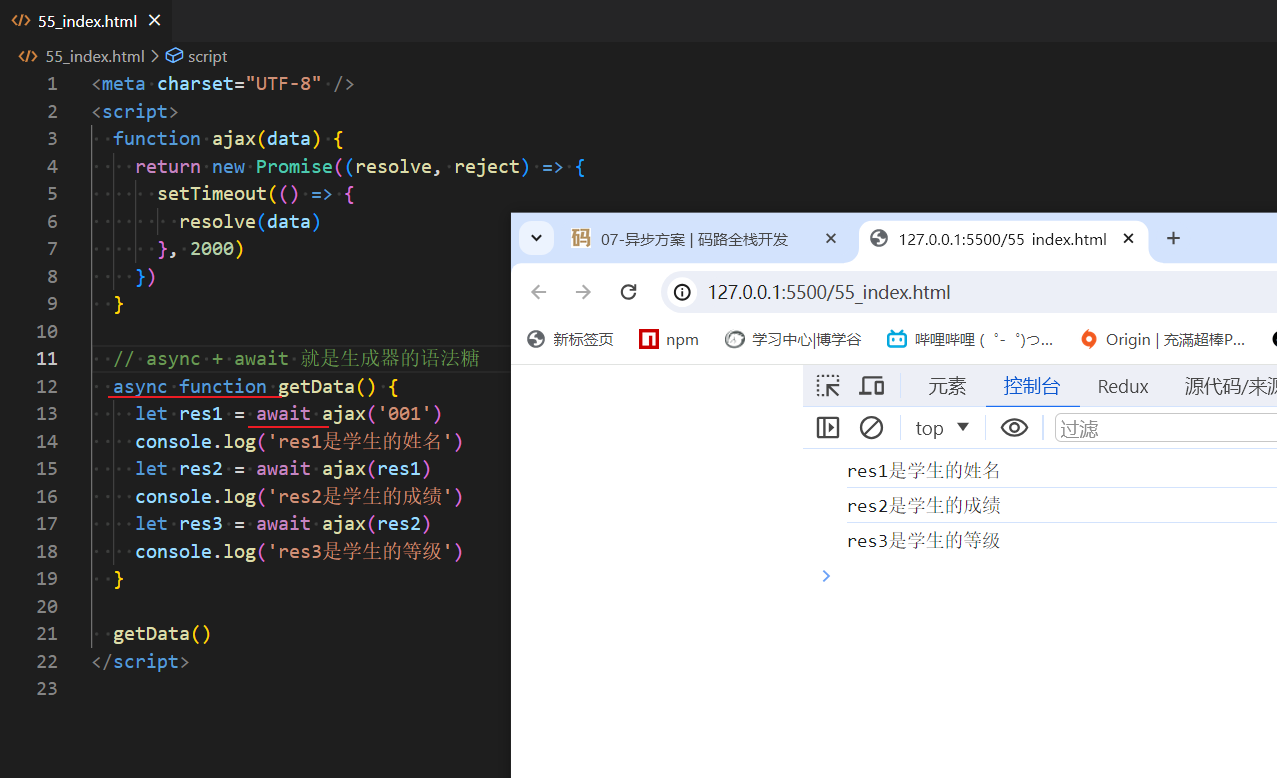 55_index.html
55_index.html > script
1 <meta charset="UTF-8" />
2 <script>
3 function ajax(data) {
4 return new Promise((resolve, reject) => {
5 setTimeout(() => {
6 resolve(data)
7 }, 2000)
8 })
9 }
10
11 // async + await 就是生成器的语法糖
12 async function getData() {
13 let res1 = await ajax('001')
14 console.log('res1是学生的姓名')
15 let res2 = await ajax(res1)
16 console.log('res2是学生的成绩')
17 let res3 = await ajax(res2)
18 console.log('res3是学生的等级')
19 }
20
21 getData()
22 </script>
23
码 07-异步方案 | 码路全栈开发 127.0.0.1:5500/55_index.html
127.0.0.1:5500/55_index.html
新标签页 npm 学习中心|博学谷 哔哩哔哩 (゜-゜)つ... Origin | 充滿超棒P...
元素 控制台 Redux 源代码/来源
top 过滤
res1是学生的姓名
res2是学生的成绩
res3是学生的等级